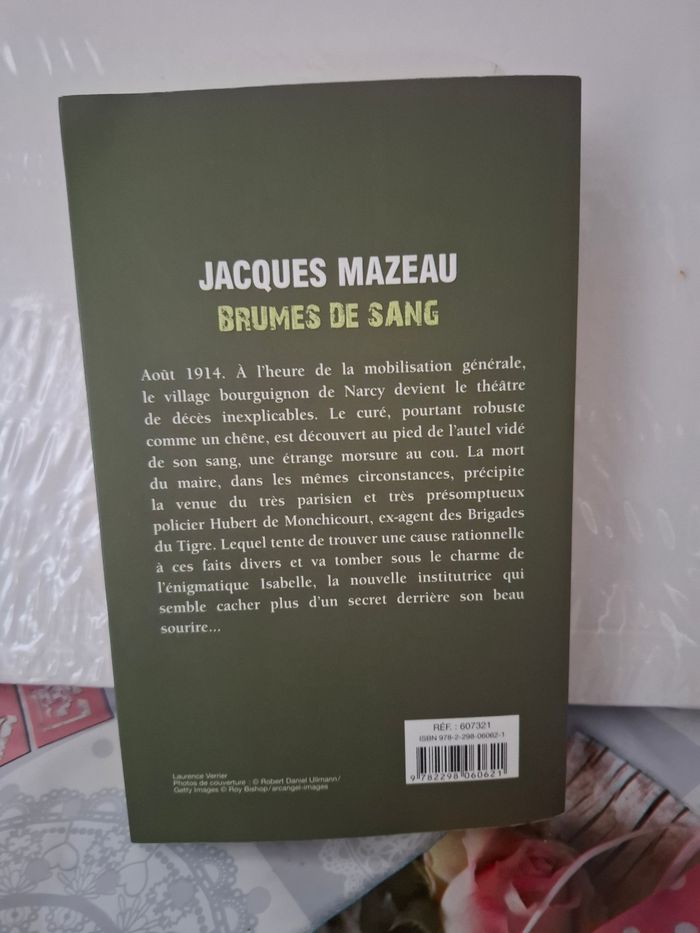 JACQUES MAZEAU
BRUMES DE SANG
Août 1914. À l'heure de la mobilisation générale,
le village bourguignon de Narcy devient le théâtre
de décès inexplicables. Le curé, pourtant robuste
comme un chêne, est découvert au pied de l'autel vidé
de son sang, une étrange morsure au cou. La mort
du maire, dans les mêmes circonstances, précipite
la venue du très parisien et très présomptueux
policier Hubert de Monchicourt, ex-agent des Brigades
du Tigre. Lequel tente de trouver une cause rationnelle
à ces faits divers et va tomber sous le charme de
l'énigmatique Isabelle, la nouvelle institutrice qui
semble cacher plus d'un secret derrière son beau
sourire...
RÉF. : 607321
ISBN 978-2-298-06062-1
9 782298 060621
Laurence Verrier
Photos de couverture : © Robert Daniel Ullmann/
Getty Images © Roy Bishop/arcangel-images